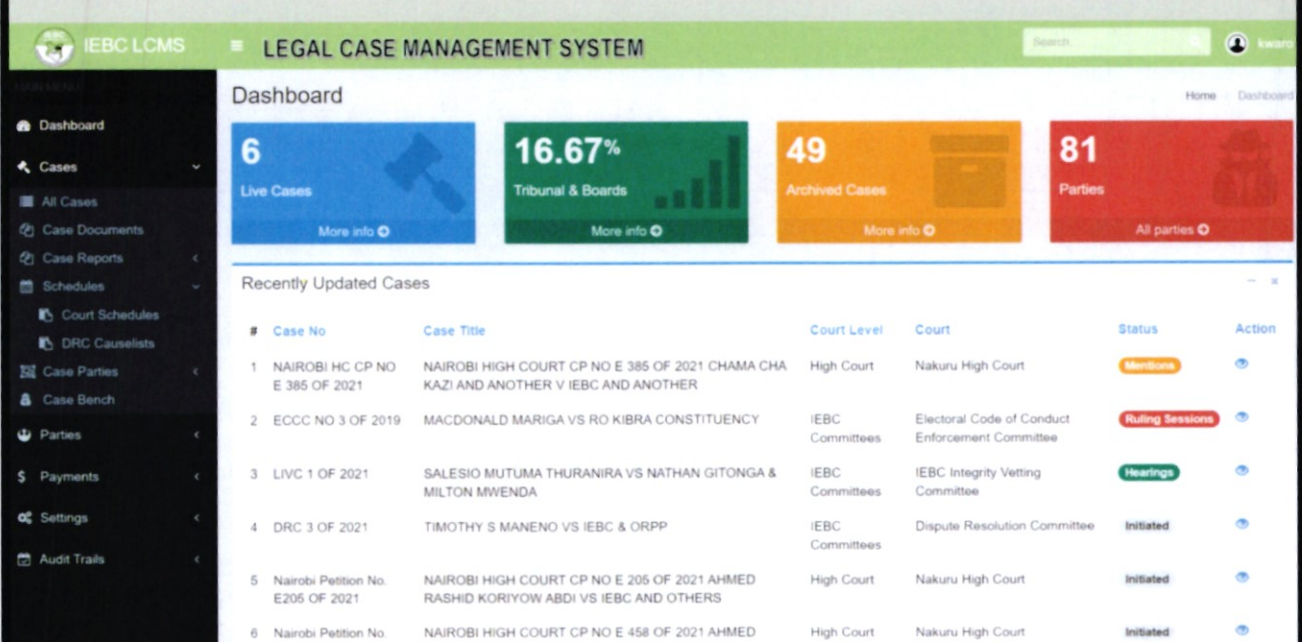 IEBC LCMS
LEGAL CASE MANAGEMENT SYSTEM
Search
kwaro
MAIN MENU
Dashboard
Cases
All Cases
Case Documents
Case Reports
Schedules
Court Schedules
DRC Causelists
Case Parties
Case Bench
Parties
Payments
Settings
Audit Trails
Dashboard
Home Dashboard
6
Live Cases
More info
16.67%
Tribunal & Boards
More info
49
Archived Cases
More info
81
Parties
All parties
Recently Updated Cases
# Case No Case Title Court Level Court Status Action
1 NAIROBI HC CP NO NAIROBI HIGH COURT CP NO E 385 OF 2021 CHAMA CHA High Court Nakuru High Court Mentions
E 385 OF 2021 KAZI AND ANOTHER V IEBC AND ANOTHER
2 ECCC NO 3 OF 2019 MACDONALD MARIGA VS RO KIBRA CONSTITUENCY IEBC Electoral Code of Conduct Ruling Sessions
Committees Enforcement Committee
3 LIVC 1 OF 2021 SALESIO MUTUMA THURANIRA VS NATHAN GITONGA & IEBC IEBC Integrity Vetting Hearings
MILTON MWENDA Committees Committee
4 DRC 3 OF 2021 TIMOTHY S MANENO VS IEBC & ORPP IEBC Dispute Resolution Committee Initiated
Committees
5 Nairobi Petition No. NAIROBI HIGH COURT CP NO E 205 OF 2021 AHMED High Court Nakuru High Court Initiated
E205 OF 2021 RASHID KORIYOW ABDI VS IEBC AND OTHERS
6 Nairobi Petition No. NAIROBI HIGH COURT CP NO E 458 OF 2021 AHMED High Court Nakuru High Court Initiated